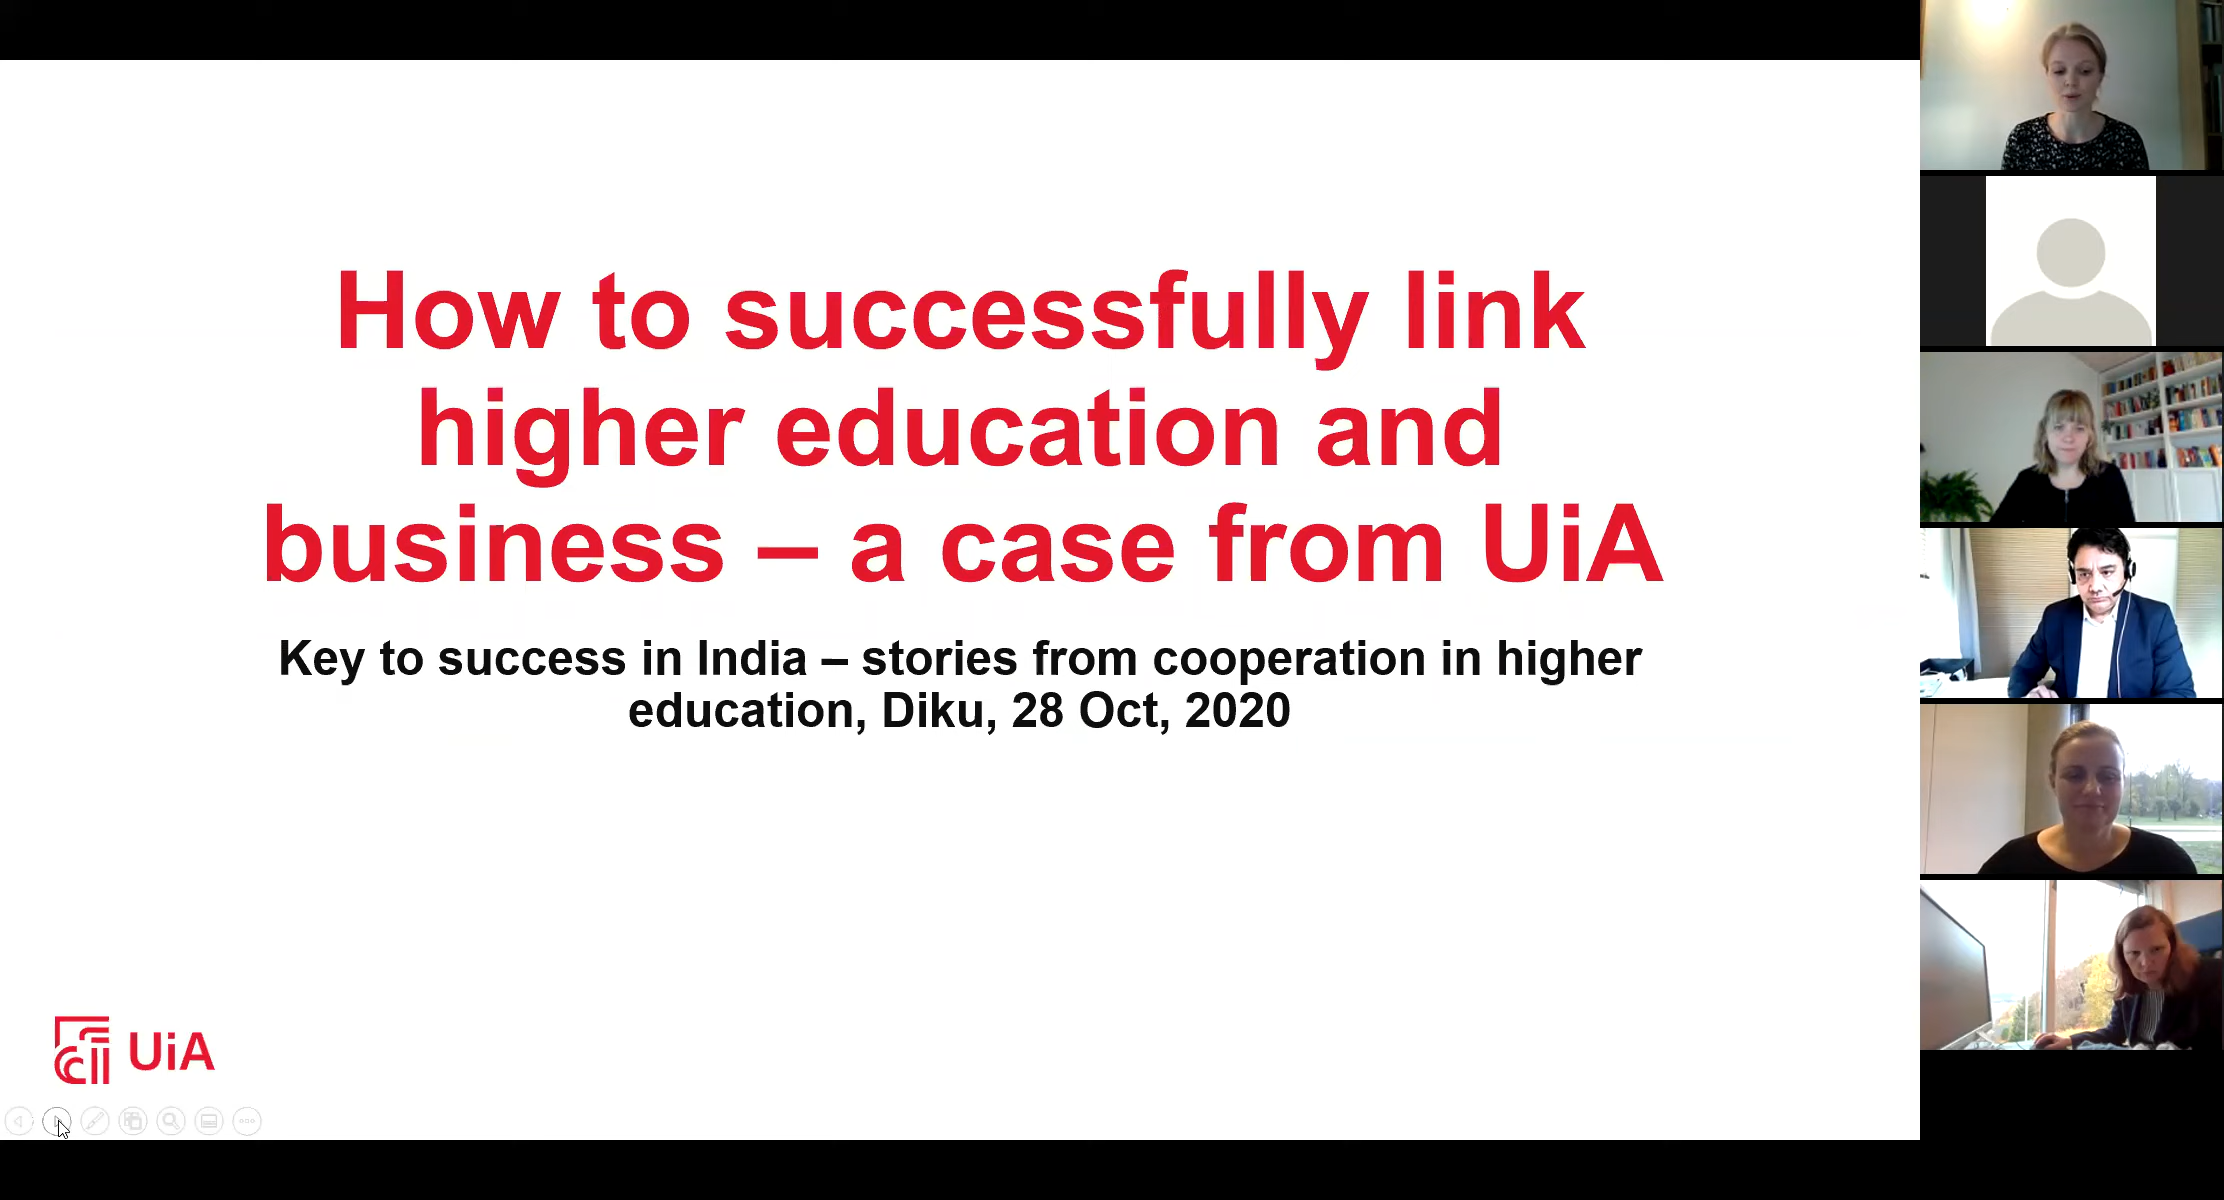 How to successfully link
higher education and
business – a case from UiA
Key to success in India – stories from cooperation in higher
education, Diku, 28 Oct, 2020
UiA